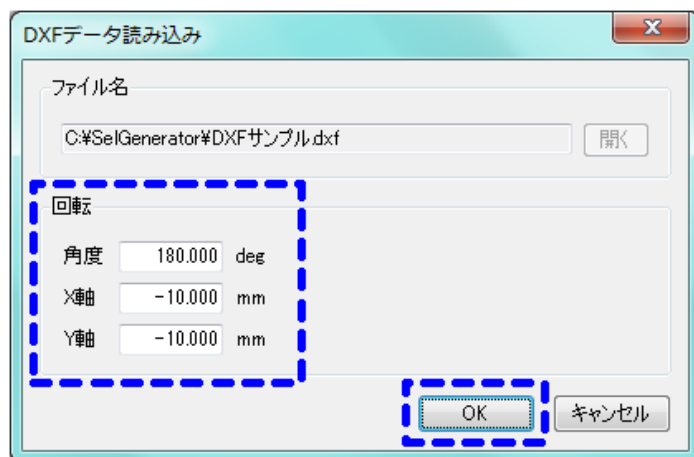 DXFデータ読み込み
ファイル名
C:¥SelGenerator¥DXFサンプル.dxf 開く
回転
角度 180.000 deg
X軸 -10.000 mm
Y軸 -10.000 mm
OK キャンセル